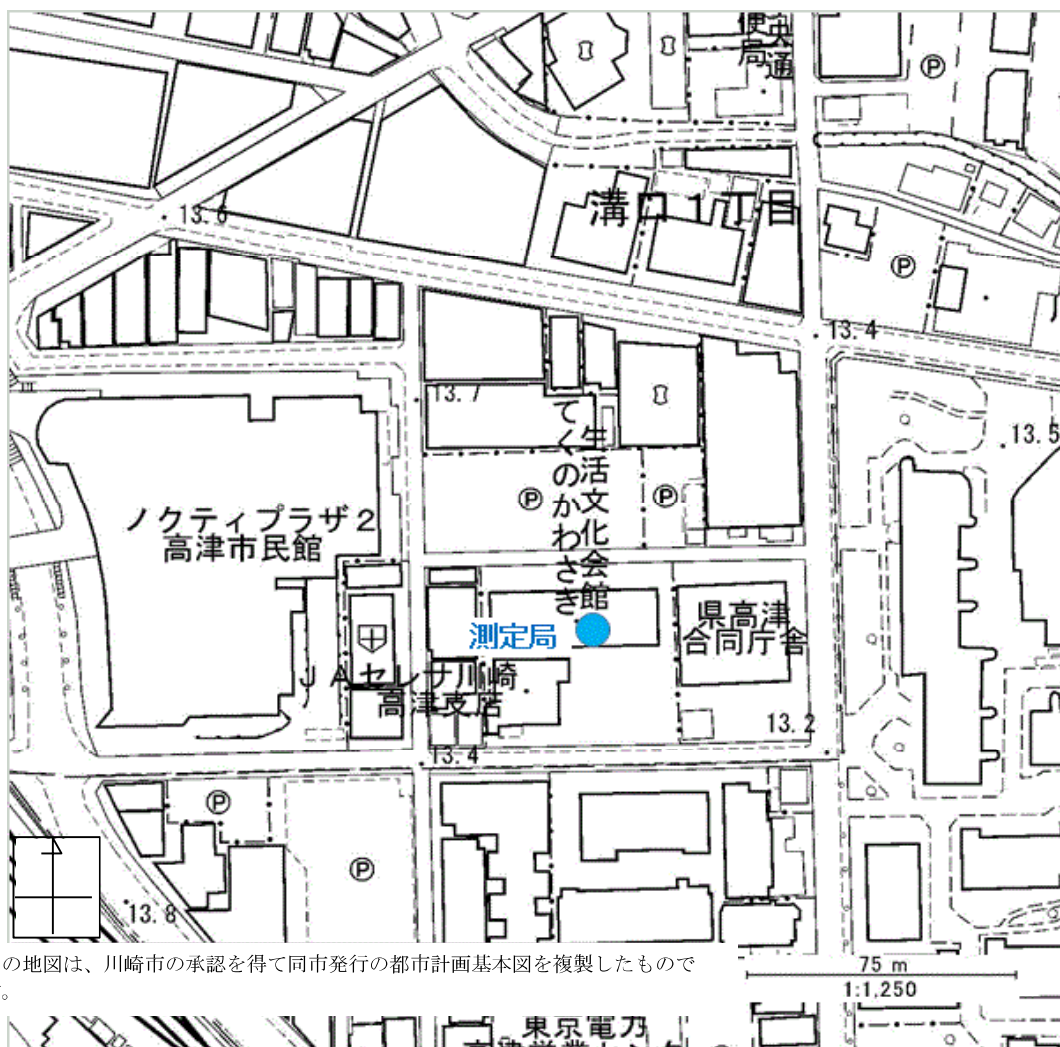 便
局
通
Ⓟ
溝口一丁目
13.6
Ⓟ
13.4
13.7
13.5
生活文化会館
てくのかわさき
Ⓟ
Ⓟ
ノクティプラザ2
高津市民館
県高津
合同庁舎
測定局
JAセレサ川崎
高津支店
13.2
13.4
Ⓟ
Ⓟ
13.8
の地図は、川崎市の承認を得て同市発行の都市計画基本図を複製したもので
。
75 m
1:1,250
東京電力